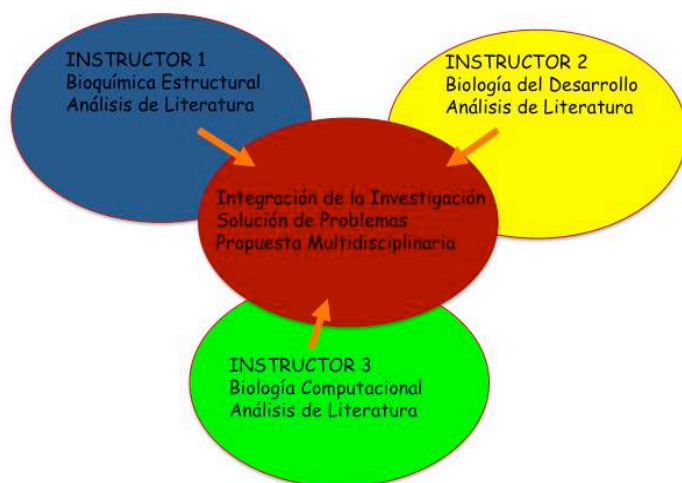 INSTRUCTOR 1
Bioquímica Estructural
Análisis de Literatura
INSTRUCTOR 2
Biología del Desarrollo
Análisis de Literatura
Integración de la Investigación
Solución de Problemas
Propuesta Multidisciplinaria
INSTRUCTOR 3
Biología Computacional
Análisis de Literatura